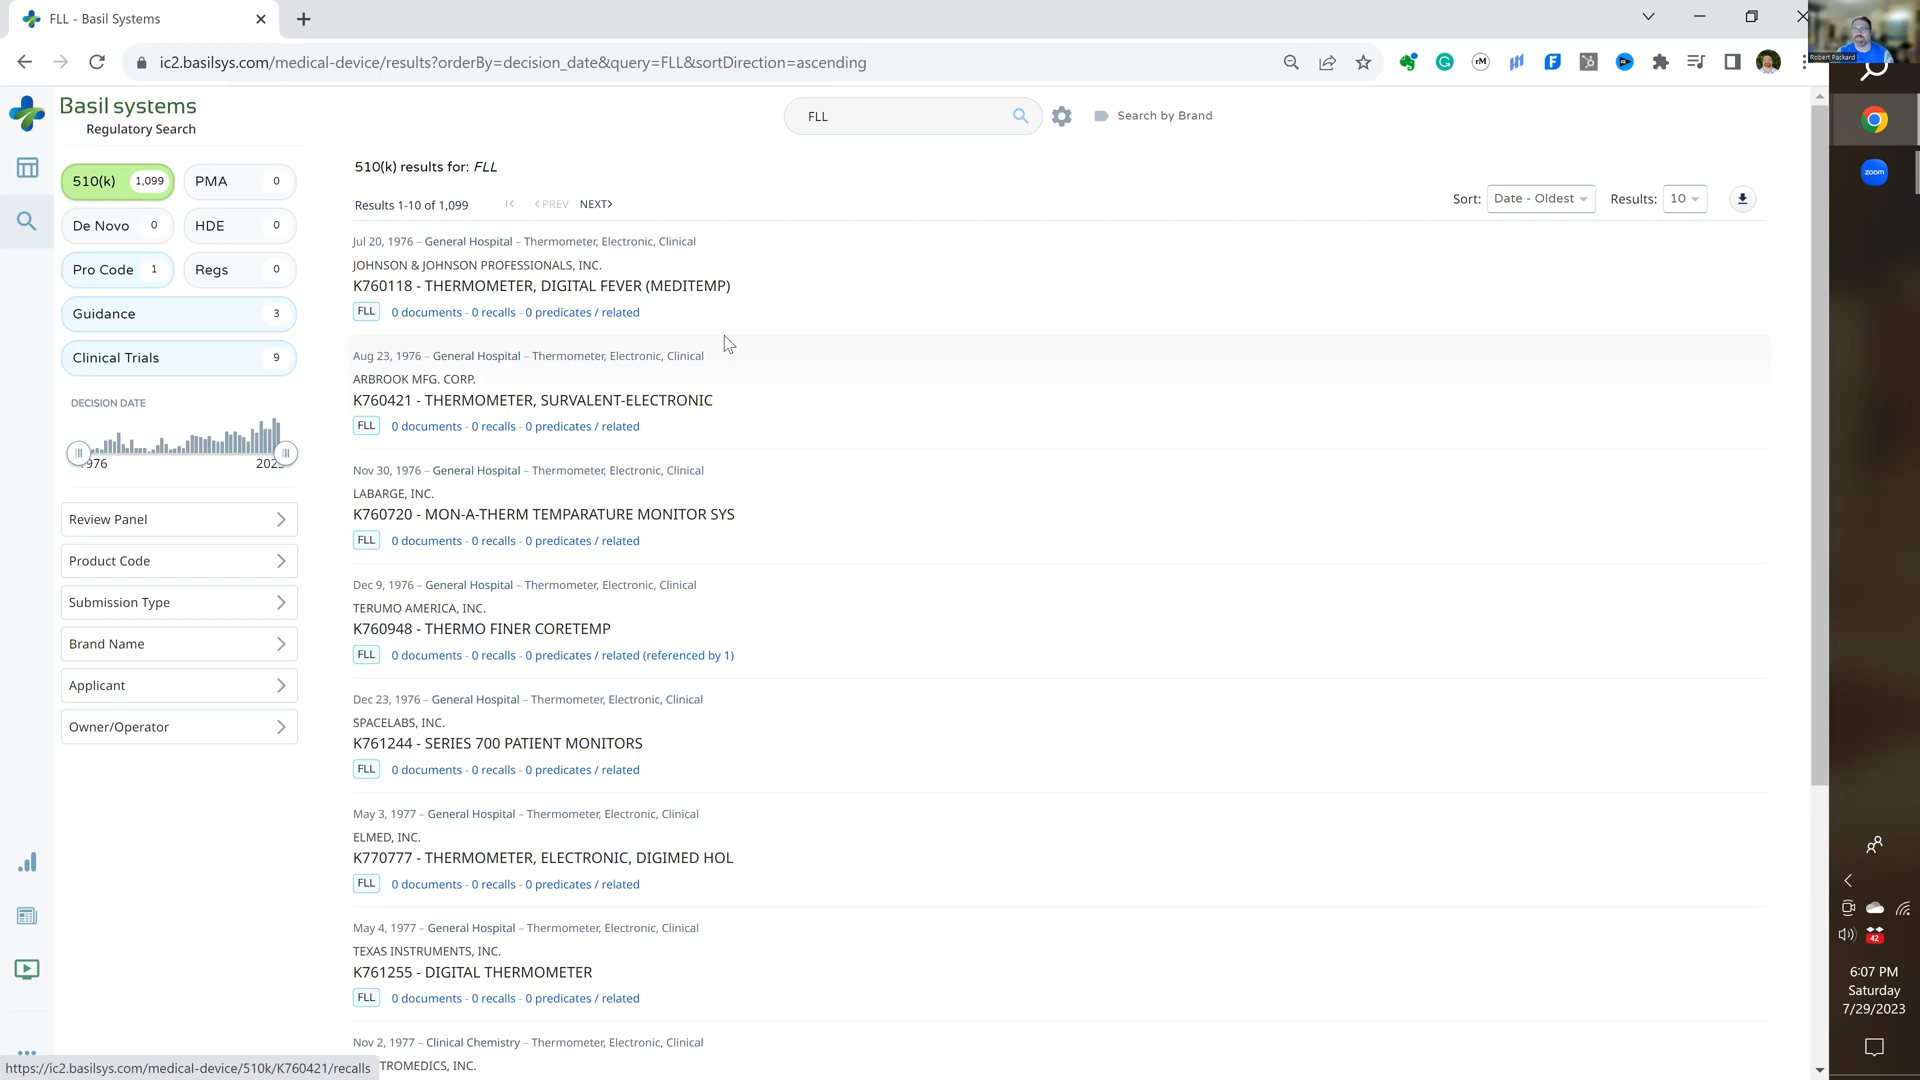 FLL - Basil Systems
ic2.basilsys.com/medical-device/results?orderBy=decision_date&query=FLL&sortDirection=ascending
Robert Packard
Basil systems
Regulatory Search
FLL
Search by Brand
510(k) 1,099
PMA 0
De Novo 0
HDE 0
Pro Code 1
Regs 0
Guidance 3
Clinical Trials 9
DECISION DATE
1976
2023
Review Panel
Product Code
Submission Type
Brand Name
Applicant
Owner/Operator
510(k) results for: FLL
Results 1-10 of 1,099
PREV
NEXT
Sort: Date - Oldest
Results: 10
Jul 20, 1976 – General Hospital – Thermometer, Electronic, Clinical
JOHNSON & JOHNSON PROFESSIONALS, INC.
K760118 - THERMOMETER, DIGITAL FEVER (MEDITEMP)
FLL 0 documents - 0 recalls - 0 predicates / related
Aug 23, 1976 – General Hospital – Thermometer, Electronic, Clinical
ARBROOK MFG. CORP.
K760421 - THERMOMETER, SURVALENT-ELECTRONIC
FLL 0 documents - 0 recalls - 0 predicates / related
Nov 30, 1976 – General Hospital – Thermometer, Electronic, Clinical
LABARGE, INC.
K760720 - MON-A-THERM TEMPARATURE MONITOR SYS
FLL 0 documents - 0 recalls - 0 predicates / related
Dec 9, 1976 – General Hospital – Thermometer, Electronic, Clinical
TERUMO AMERICA, INC.
K760948 - THERMO FINER CORETEMP
FLL 0 documents - 0 recalls - 0 predicates / related (referenced by 1)
Dec 23, 1976 – General Hospital – Thermometer, Electronic, Clinical
SPACELABS, INC.
K761244 - SERIES 700 PATIENT MONITORS
FLL 0 documents - 0 recalls - 0 predicates / related
May 3, 1977 – General Hospital – Thermometer, Electronic, Clinical
ELMED, INC.
K770777 - THERMOMETER, ELECTRONIC, DIGIMED HOL
FLL 0 documents - 0 recalls - 0 predicates / related
May 4, 1977 – General Hospital – Thermometer, Electronic, Clinical
TEXAS INSTRUMENTS, INC.
K761255 - DIGITAL THERMOMETER
FLL 0 documents - 0 recalls - 0 predicates / related
Nov 2, 1977 – Clinical Chemistry – Thermometer, Electronic, Clinical
TROMEDICS, INC.
https://ic2.basilsys.com/medical-device/510k/K760421/recalls
zoom
42
6:07 PM
Saturday
7/29/2023